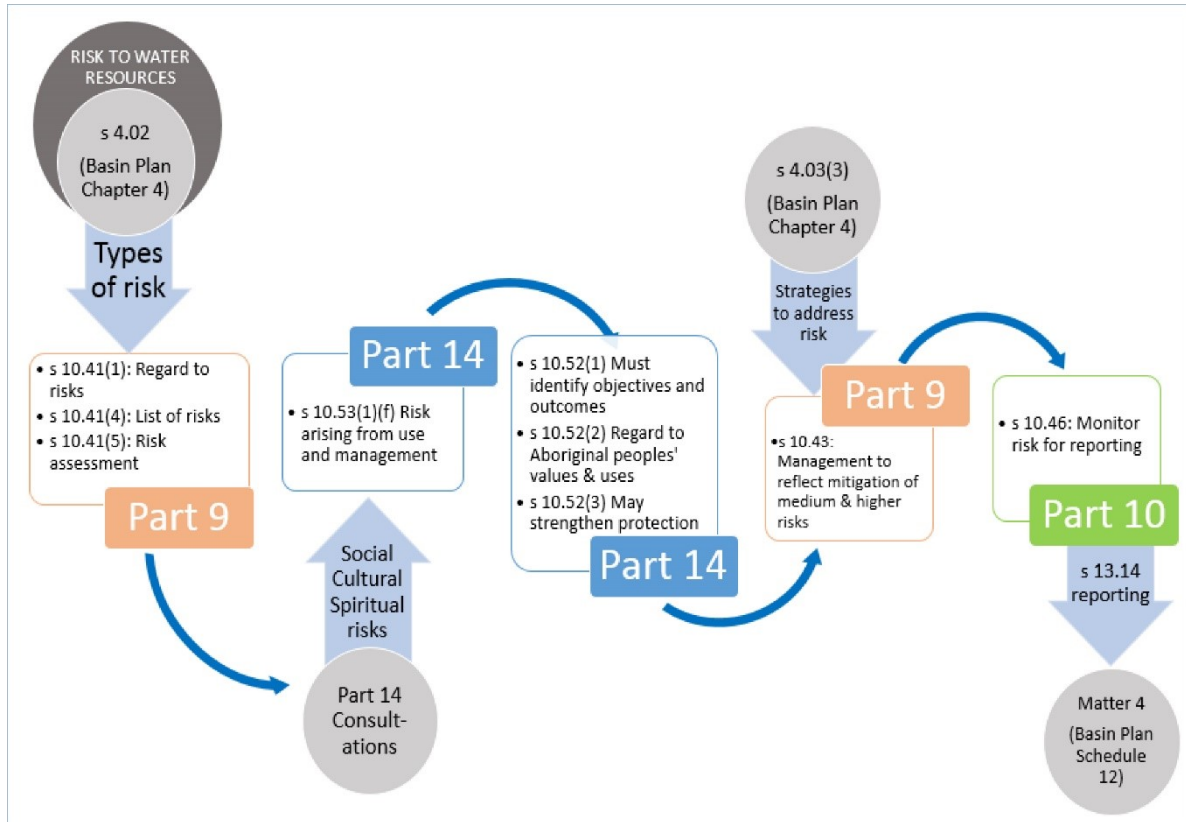 RISK TO WATER
RESOURCES
s 4.02
(Basin Plan
Chapter 4)
Types
of risk
• s 10.41(1): Regard to
risks
• s 10.41(4): List of risks
• s 10.41(5): Risk
assessment
Part 9
Part 14
• s 10.53(1)(f) Risk
arising from use
and management
Social
Cultural
Spiritual
risks
Part 14
Consult-
ations
• s 10.52(1) Must
identify objectives and
outcomes
• s 10.52(2) Regard to
Aboriginal peoples'
values & uses
• s 10.52(3) May
strengthen protection
Part 14
s 4.03(3)
(Basin Plan
Chapter 4)
Strategies
to address
risk
Part 9
• s 10.43:
Management to
reflect mitigation of
medium & higher
risks
• s 10.46: Monitor
risk for reporting
Part 10
s 13.14
reporting
Matter 4
(Basin Plan
Schedule
12)